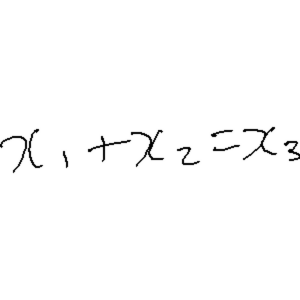 x₁ + x₂ = x₃